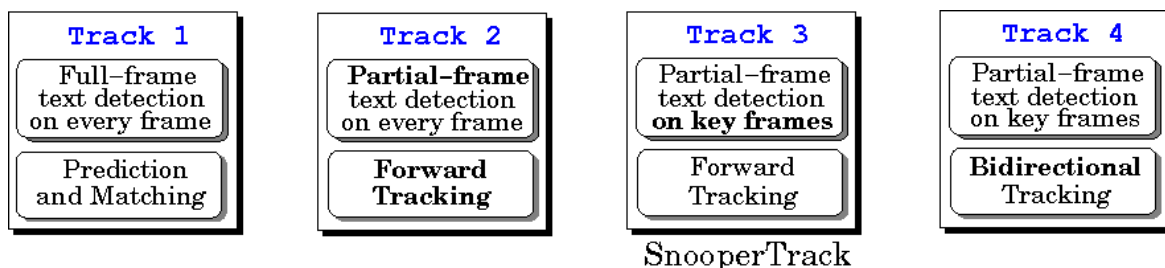 Track 1
Full–frame
text detection
on every frame
Prediction
and Matching
Track 2
Partial–frame
text detection
on every frame
Forward
Tracking
Track 3
Partial–frame
text detection
on key frames
Forward
Tracking
SnooperTrack
Track 4
Partial–frame
text detection
on key frames
Bidirectional
Tracking